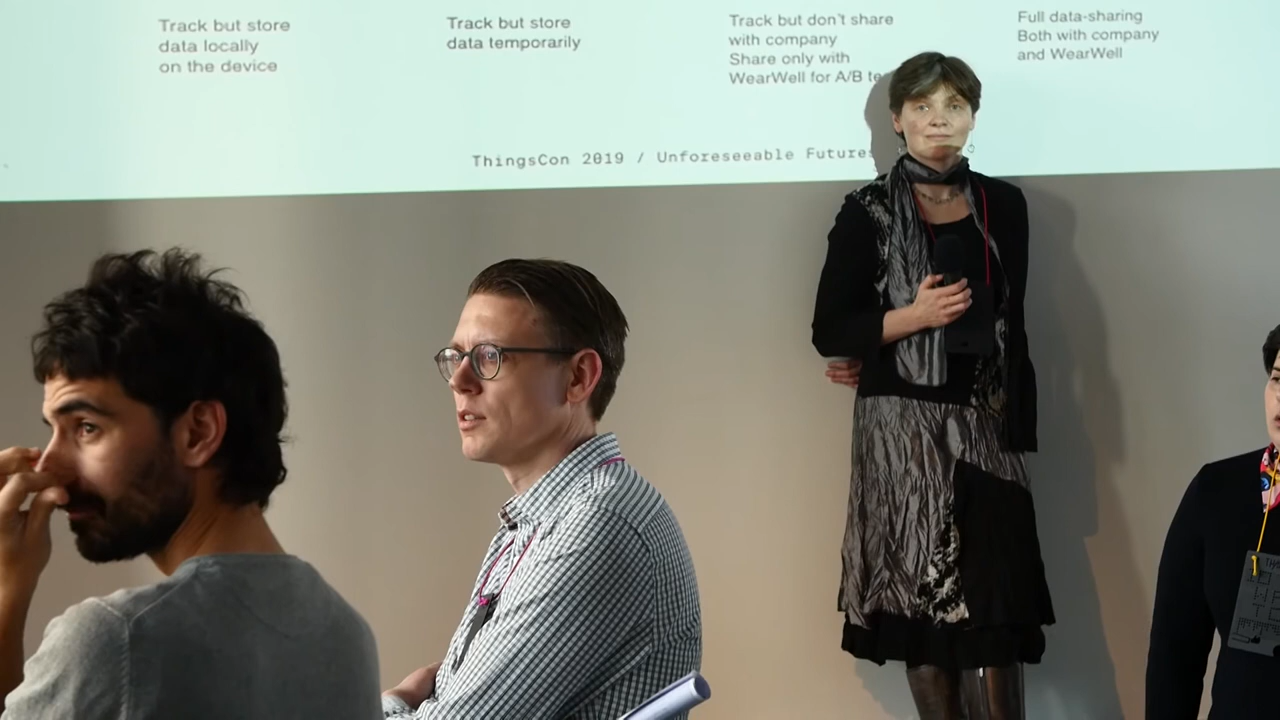 Track but store
data locally
on the device
Track but store
data temporarily
Track but don't share
with company
Share only with
WearWell for A/B
Full data-sharing
Both with company
and WearWell
ThingsCon 2019 / Unforeseeable Futures